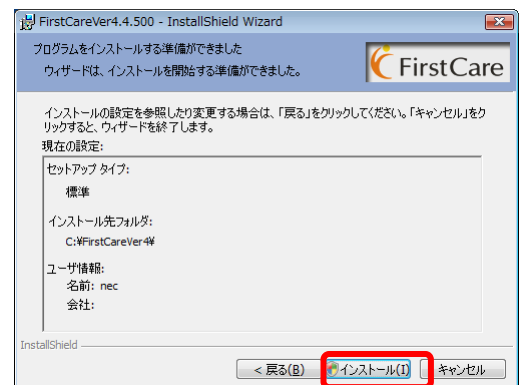 FirstCareVer4.4.500 - InstallShield Wizard
プログラムをインストールする準備ができました
ウィザードは、インストールを開始する準備ができました。
FirstCare
インストールの設定を参照したり変更する場合は、「戻る」をクリックしてください。「キャンセル」をク
リックすると、ウィザードを終了します。
現在の設定:
セットアップ タイプ:
標準
インストール先フォルダ:
C:¥FirstCareVer4¥
ユーザ情報:
名前: nec
会社:
InstallShield
< 戻る(B) インストール(I) キャンセル